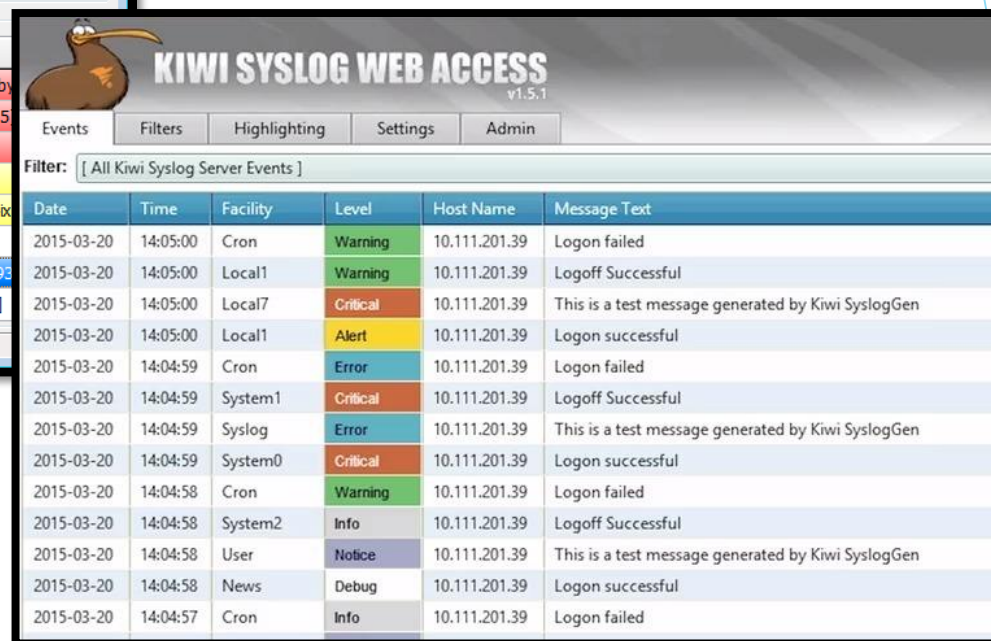 KIWI SYSLOG WEB ACCESS
v1.5.1
Events Filters Highlighting Settings Admin
Filter: [ All Kiwi Syslog Server Events ]
Date Time Facility Level Host Name Message Text
2015-03-20 14:05:00 Cron Warning 10.111.201.39 Logon failed
2015-03-20 14:05:00 Local1 Warning 10.111.201.39 Logoff Successful
2015-03-20 14:05:00 Local7 Critical 10.111.201.39 This is a test message generated by Kiwi SyslogGen
2015-03-20 14:05:00 Local1 Alert 10.111.201.39 Logon successful
2015-03-20 14:04:59 Cron Error 10.111.201.39 Logon failed
2015-03-20 14:04:59 System1 Critical 10.111.201.39 Logoff Successful
2015-03-20 14:04:59 Syslog Error 10.111.201.39 This is a test message generated by Kiwi SyslogGen
2015-03-20 14:04:59 System0 Critical 10.111.201.39 Logon successful
2015-03-20 14:04:58 Cron Warning 10.111.201.39 Logon failed
2015-03-20 14:04:58 System2 Info 10.111.201.39 Logoff Successful
2015-03-20 14:04:58 User Notice 10.111.201.39 This is a test message generated by Kiwi SyslogGen
2015-03-20 14:04:58 News Debug 10.111.201.39 Logon successful
2015-03-20 14:04:57 Cron Info 10.111.201.39 Logon failed